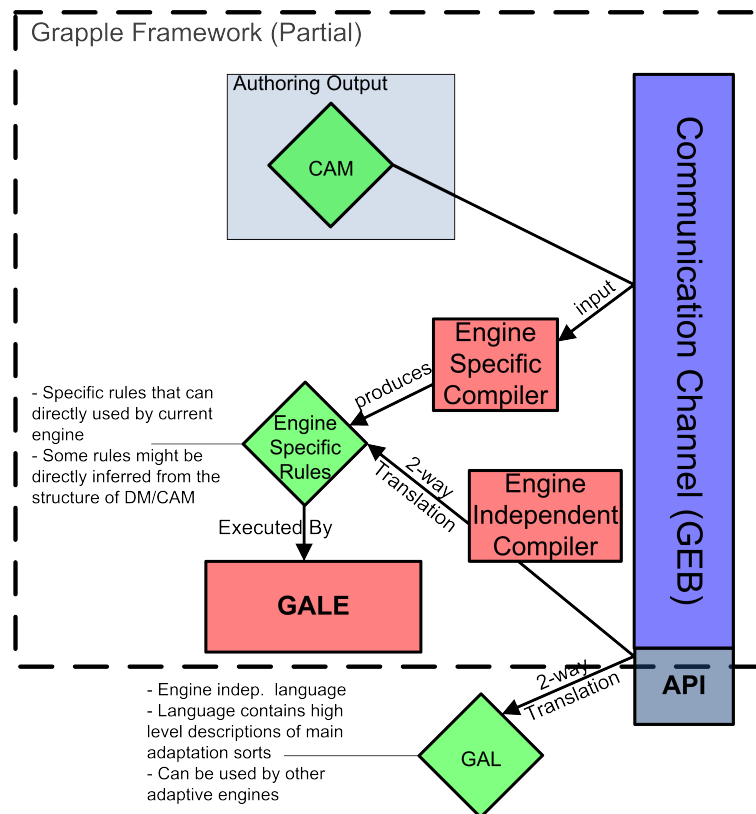 Grapple Framework (Partial)
Authoring Output
CAM
Communication Channel (GEB)
input
Engine
Specific
Compiler
produces
- Specific rules that can
directly used by current
engine
- Some rules might be
directly inferred from the
structure of DM/CAM
Engine
Specific
Rules
2-way
Translation
Engine
Independent
Compiler
Executed By
GALE
API
2-way
Translation
- Engine indep. language
- Language contains high
level descriptions of main
adaptation sorts
- Can be used by other
adaptive engines
GAL